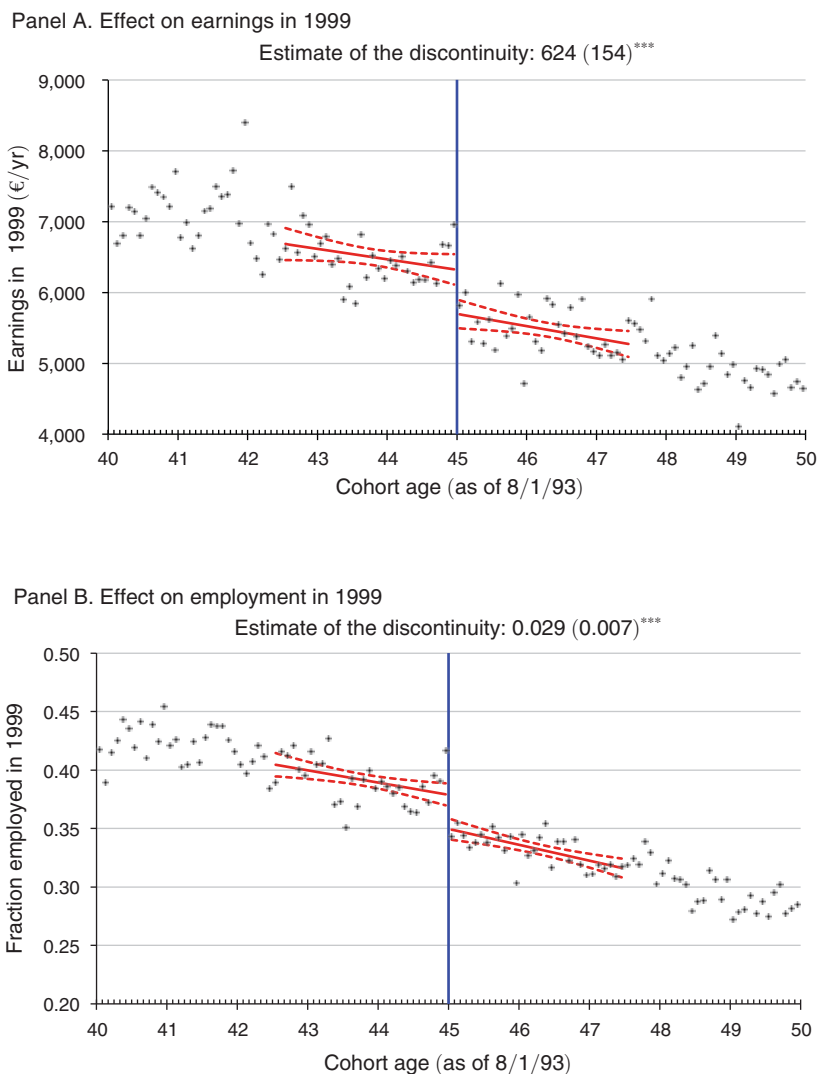 Panel A. Effect on earnings in 1999
Estimate of the discontinuity: 624 (154)***
9,000
8,000
7,000
6,000
5,000
4,000
Earnings in 1999 (€/yr)
40 41 42 43 44 45 46 47 48 49 50
Cohort age (as of 8/1/93)
Panel B. Effect on employment in 1999
Estimate of the discontinuity: 0.029 (0.007)***
0.50
0.45
0.40
0.35
0.30
0.25
0.20
Fraction employed in 1999
40 41 42 43 44 45 46 47 48 49 50
Cohort age (as of 8/1/93)